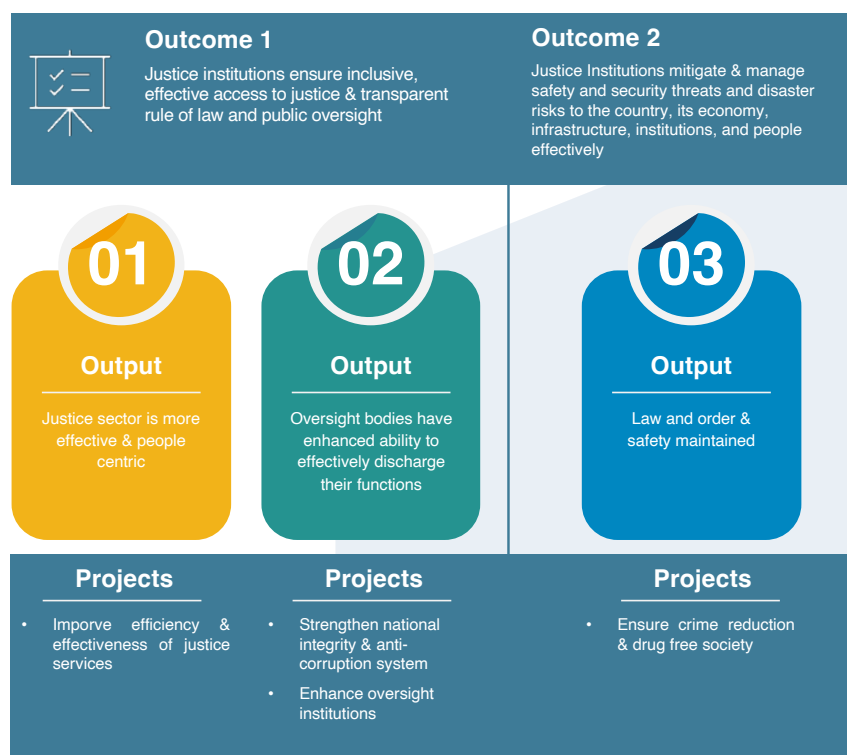 Outcome 1
Justice institutions ensure inclusive,
effective access to justice & transparent
rule of law and public oversight
Outcome 2
Justice Institutions mitigate & manage
safety and security threats and disaster
risks to the country, its economy,
infrastructure, institutions, and people
effectively
01
Output
Justice sector is more
effective & people
centric
02
Output
Oversight bodies have
enhanced ability to
effectively discharge
their functions
03
Output
Law and order &
safety maintained
Projects
• Imporve efficiency &
effectiveness of justice
services
Projects
• Strengthen national
integrity & anti-
corruption system
• Enhance oversight
institutions
Projects
• Ensure crime reduction
& drug free society